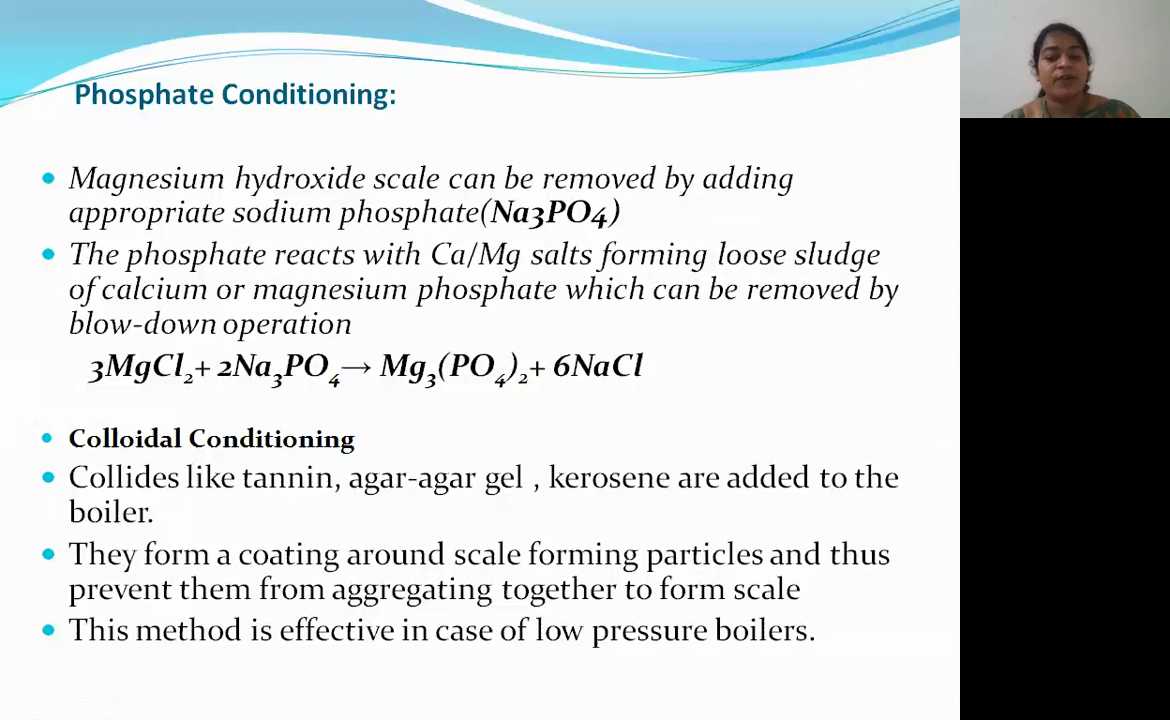 Phosphate Conditioning:
Magnesium hydroxide scale can be removed by adding
appropriate sodium phosphate(Na3PO4)
The phosphate reacts with Ca/Mg salts forming loose sludge
of calcium or magnesium phosphate which can be removed by
blow-down operation
3MgCl₂+ 2Na₃PO₄→ Mg₃(PO₄)₂+ 6NaCl
Colloidal Conditioning
Collides like tannin, agar-agar gel , kerosene are added to the
boiler.
They form a coating around scale forming particles and thus
prevent them from aggregating together to form scale
This method is effective in case of low pressure boilers.